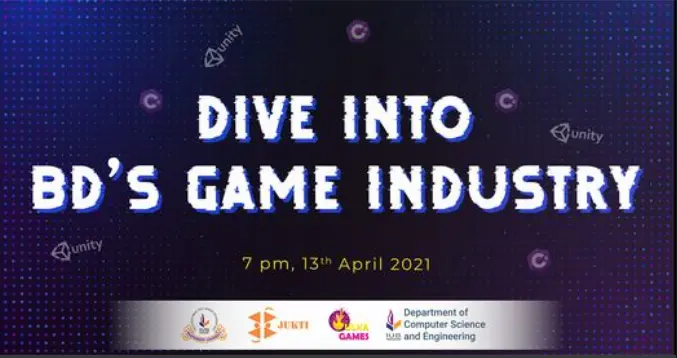 unity
DIVE INTO
unity
BD'S GAME INDUSTRY
unity
7 pm, 13th April 2021
JUKTI
ULKA
GAMES
Department of
Computer Science
and Engineering